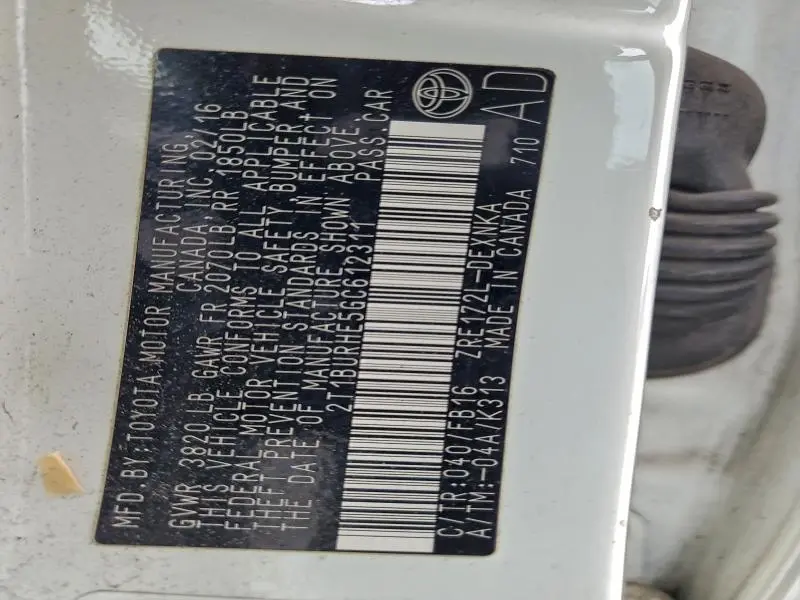 MFD. BY: TOYOTA MOTOR MANUFACTURING,
CANADA, INC. 02/16
GVWR 3820 LB GAWR FR 2070LB, RR 1850LB
THIS VEHICLE CONFORMS TO ALL APPLICABLE
FEDERAL MOTOR VEHICLE SAFETY BUMPER, AND
THEFT PREVENTION STANDARDS IN EFFECT ON
THE DATE OF MANUFACTURE SHOWN ABOVE.
2T1BURHE5GC612311 PASS. CAR
C/TR: 040/FB16 ZRE172L-DEXNKA
A/TM: -04A/K313 MADE IN CANADA 710 AD